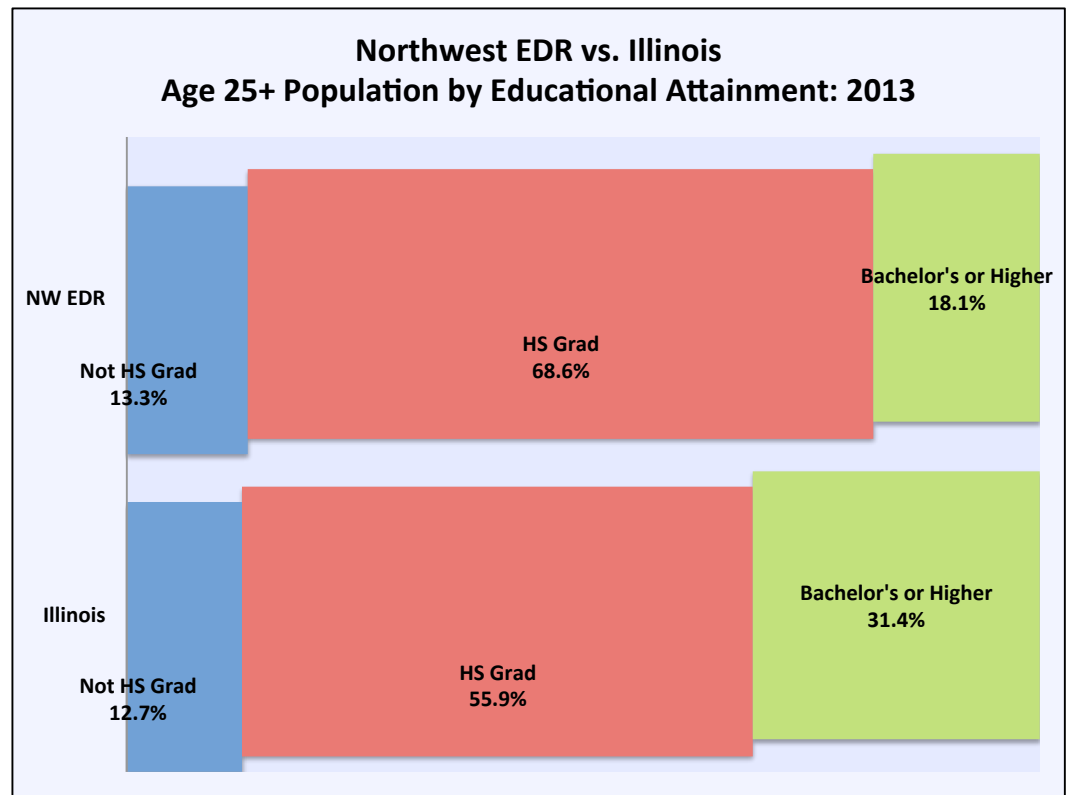 Northwest EDR vs. Illinois
Age 25+ Population by Educational Attainment: 2013
NW EDR
Not HS Grad
13.3%
HS Grad
68.6%
Bachelor's or Higher
18.1%
Illinois
Not HS Grad
12.7%
HS Grad
55.9%
Bachelor's or Higher
31.4%